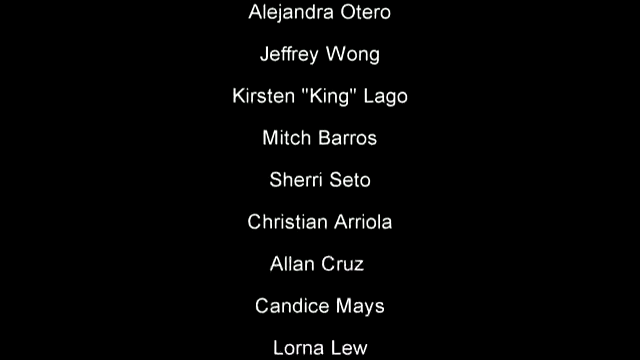 Alejandra Otero
Jeffrey Wong
Kirsten "King" Lago
Mitch Barros
Sherri Seto
Christian Arriola
Allan Cruz
Candice Mays
Lorna Lew